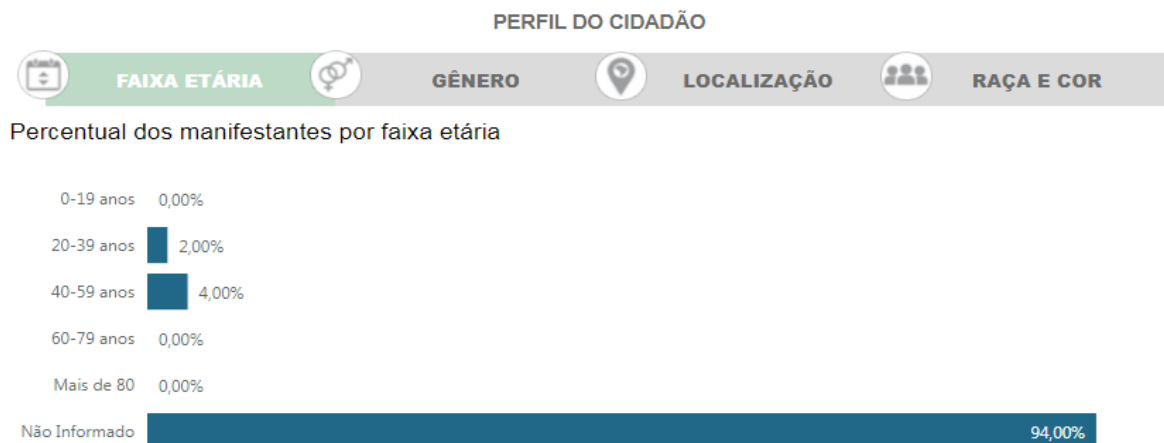 PERFIL DO CIDADÃO
FAIXA ETÁRIA GÊNERO LOCALIZAÇÃO RAÇA E COR
Percentual dos manifestantes por faixa etária
0-19 anos 0,00%
20-39 anos 2,00%
40-59 anos 4,00%
60-79 anos 0,00%
Mais de 80 0,00%
Não Informado 94,00%